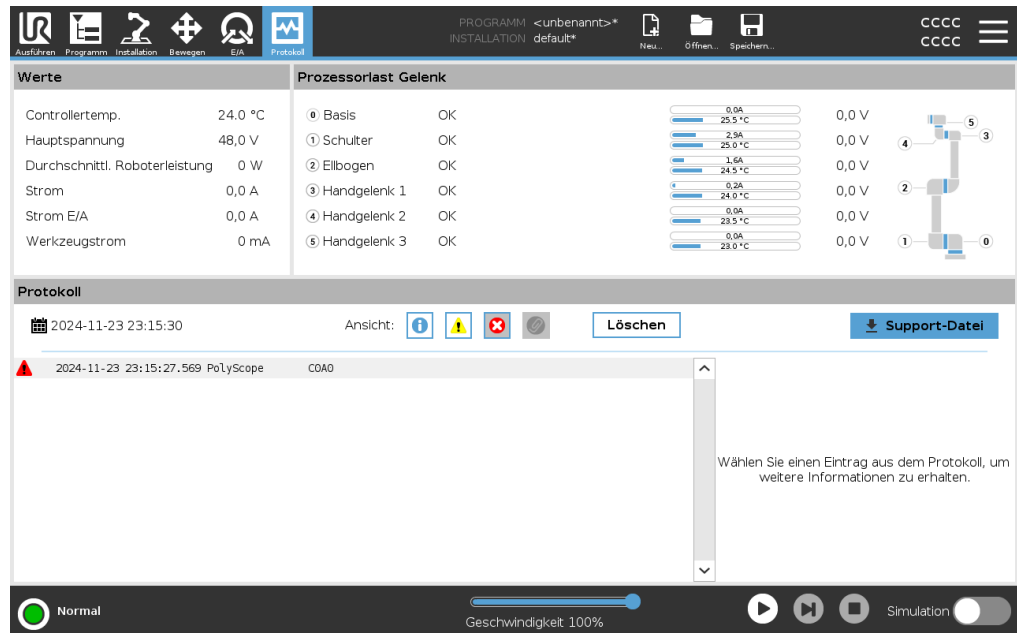 PROGRAMM <unbenannt>*
INSTALLATION default*
Ausführen Programm Installation Bewegen E/A Protokoll
Neu... Öffnen... Speichern...
CCCC
CCCC
Werte
Controllertemp. 24.0 °C
Hauptspannung 48,0 V
Durchschnittl. Roboterleistung 0 W
Strom 0,0 A
Strom E/A 0,0 A
Werkzeugstrom 0 mA
Prozessorlast Gelenk
0 Basis OK 0,0A 25.5 °C 0,0 V
1 Schulter OK 2,9A 25.0 °C 0,0 V
2 Ellbogen OK 1,6A 24.5 °C 0,0 V
3 Handgelenk 1 OK 0,2A 24.0 °C 0,0 V
4 Handgelenk 2 OK 0,0A 23.5 °C 0,0 V
5 Handgelenk 3 OK 0,0A 23.0 °C 0,0 V
5
4 3
2
1 0
Protokoll
2024-11-23 23:15:30 Ansicht: Löschen Support-Datei
2024-11-23 23:15:27.569 PolyScope C0A0
Wählen Sie einen Eintrag aus dem Protokoll, um
weitere Informationen zu erhalten.
Normal
Geschwindigkeit 100%
Simulation